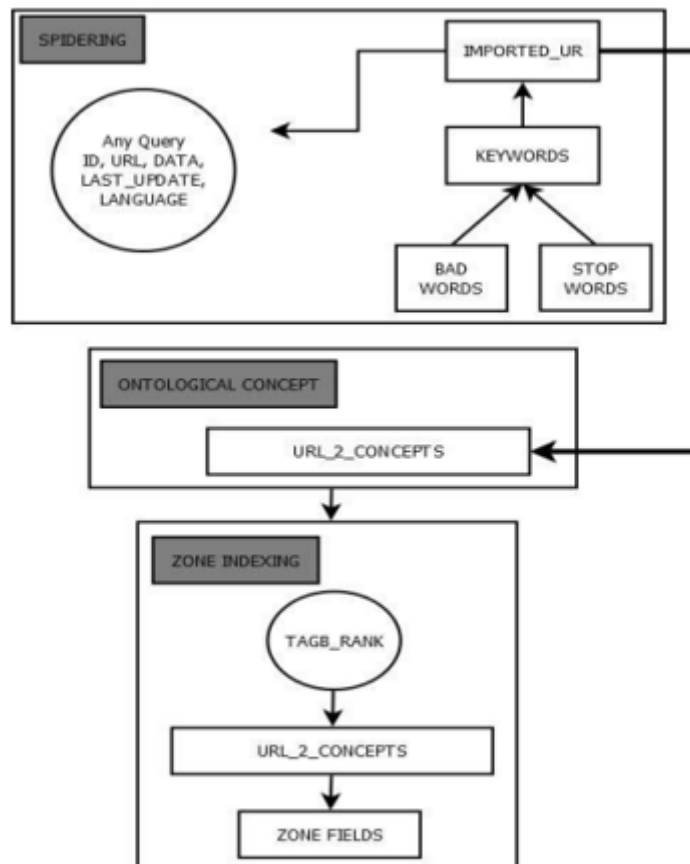 SPIDERING
IMPORTED_UR
Any Query
ID, URL, DATA,
LAST_UPDATE,
LANGUAGE
KEYWORDS
BAD
WORDS
STOP
WORDS
ONTOLOGICAL CONCEPT
URL_2_CONCEPTS
ZONE INDEXING
TAGB_RANK
URL_2_CONCEPTS
ZONE FIELDS